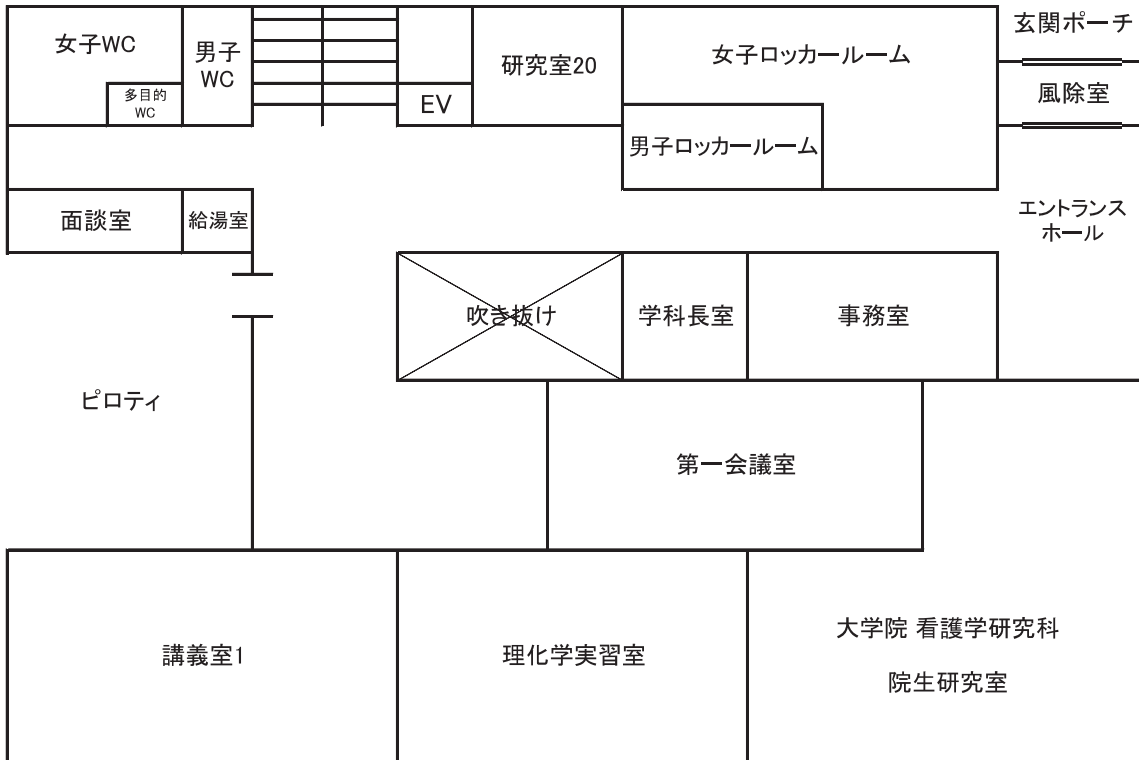 女子WC
男子
WC
多目的
WC
EV
研究室20
女子ロッカールーム
男子ロッカールーム
玄関ポーチ
風除室
エントランス
ホール
面談室
給湯室
吹き抜け
学科長室
事務室
ピロティ
第一会議室
講義室1
理化学実習室
大学院 看護学研究科
院生研究室